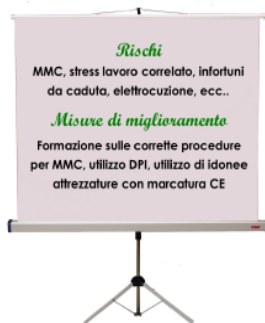 Rischi
MMC, stress lavoro correlato, infortuni
da caduta, elettrocuzione, ecc..
Misure di miglioramento
Formazione sulle corrette procedure
per MMC, utilizzo DPI, utilizzo di idonee
attrezzature con marcatura CE